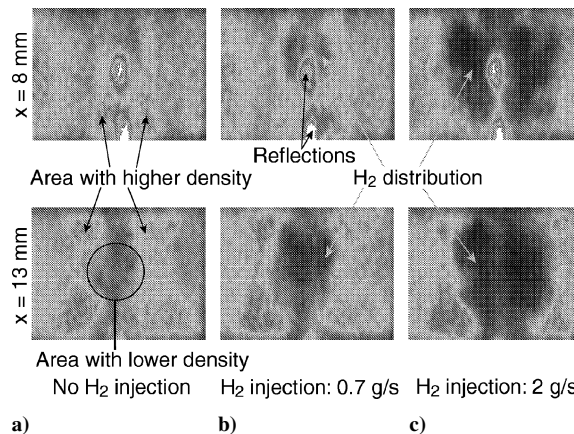 x = 8 mm
Reflections
Area with higher density
H₂ distribution
x = 13 mm
Area with lower density
No H₂ injection
H₂ injection: 0.7 g/s
H₂ injection: 2 g/s
a)
b)
c)